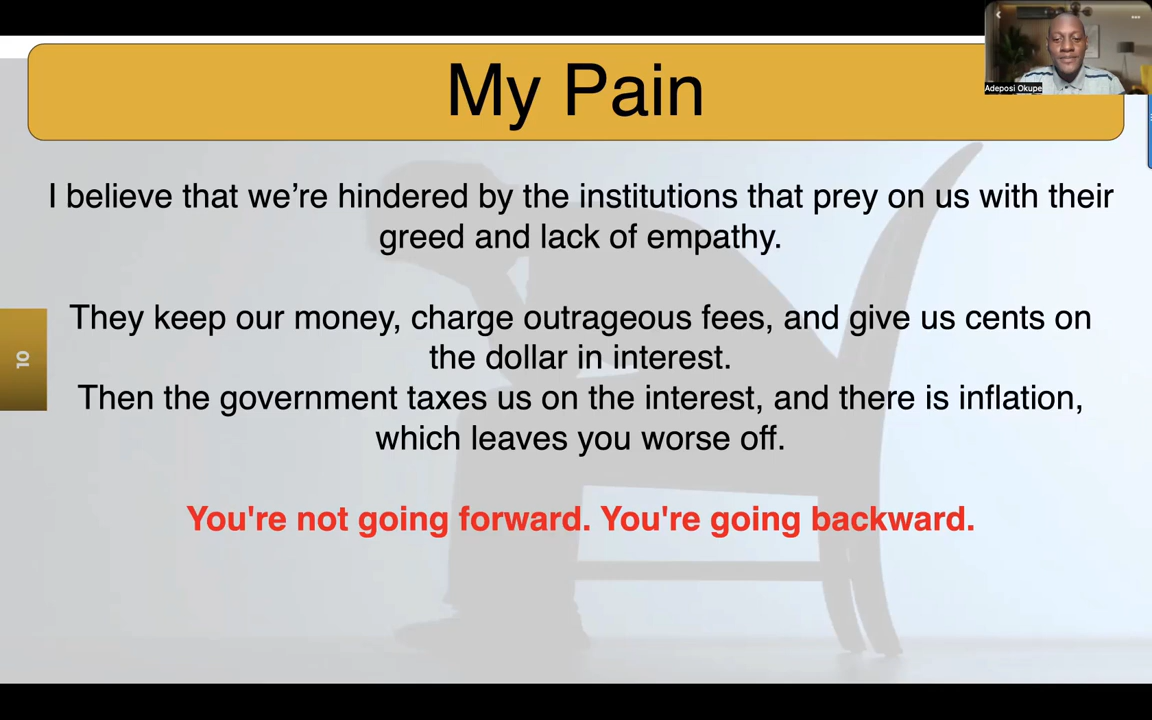 My Pain
Adeposi Okupe
I believe that we’re hindered by the institutions that prey on us with their
greed and lack of empathy.
They keep our money, charge outrageous fees, and give us cents on
the dollar in interest.
Then the government taxes us on the interest, and there is inflation,
which leaves you worse off.
You're not going forward. You're going backward.
10